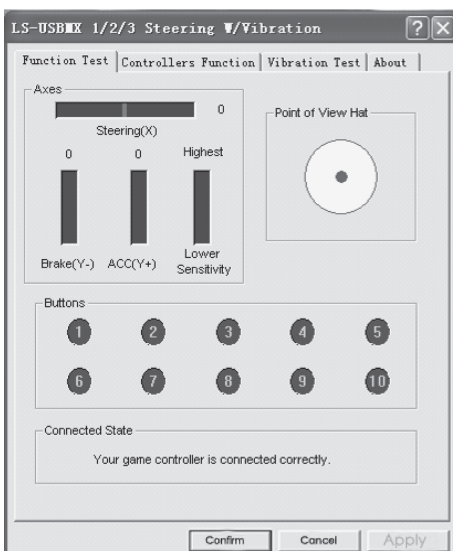 LS-USBMX 1/2/3 Steering W/Vibration
Function Test Controllers Function Vibration Test About
Axes
0
Steering(X)
0 0 Highest
Brake(Y-) ACC(Y+) Lower
Sensitivity
Point of View Hat
Buttons
1 2 3 4 5
6 7 8 9 10
Connected State
Your game controller is connected correctly.
Confirm Cancel Apply